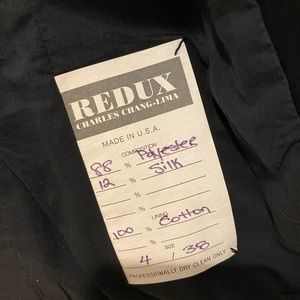 REDUX
CHARLES CHANG-LIMA
MADE IN U.S.A.
COMPOSITION
88 % Polyester
12 % Silk
%
%
LINING
100 % Cotton
SIZE
4 / 38
PROFESSIONALLY DRY CLEAN ONLY